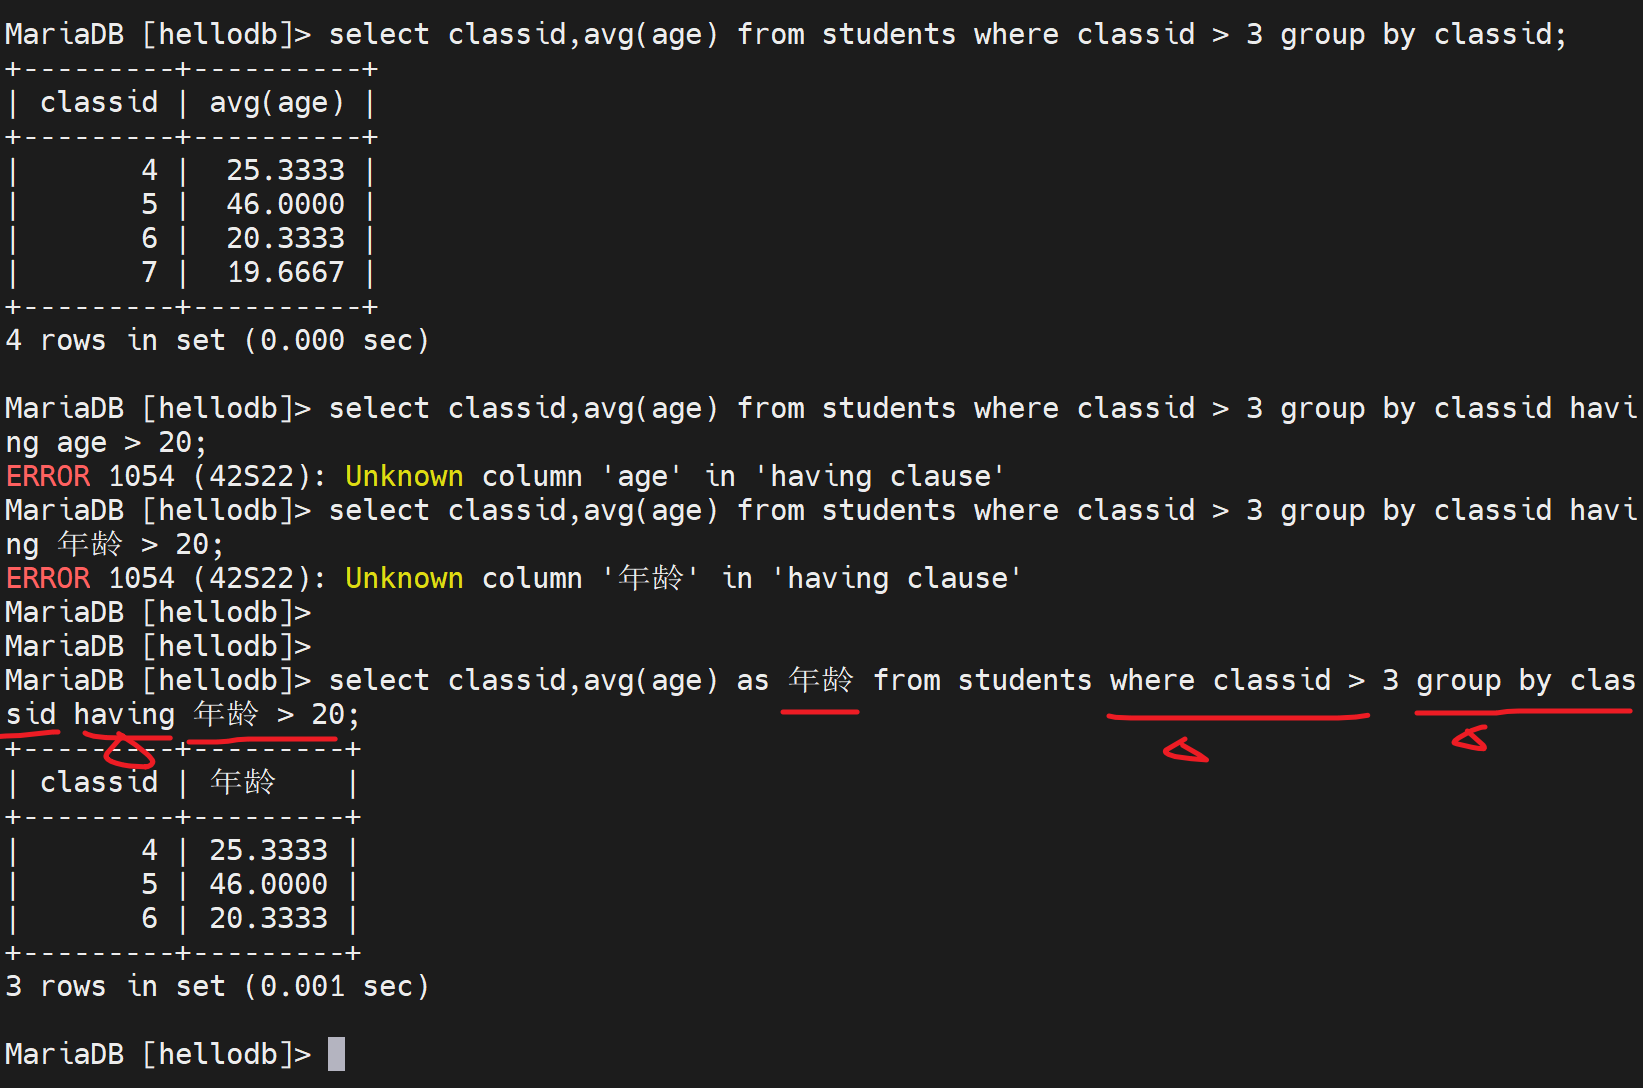 MariaDB [hellodb]> select classid,avg(age) from students where classid > 3 group by classid;
+---------+----------+
| classid | avg(age) |
+---------+----------+
|       4 |  25.3333 |
|       5 |  46.0000 |
|       6 |  20.3333 |
|       7 |  19.6667 |
+---------+----------+
4 rows in set (0.000 sec)
MariaDB [hellodb]> select classid,avg(age) from students where classid > 3 group by classid havi
ng age > 20;
ERROR 1054 (42S22): Unknown column 'age' in 'having clause'
MariaDB [hellodb]> select classid,avg(age) from students where classid > 3 group by classid havi
ng 年龄 > 20;
ERROR 1054 (42S22): Unknown column '年龄' in 'having clause'
MariaDB [hellodb]>
MariaDB [hellodb]>
MariaDB [hellodb]> select classid,avg(age) as 年龄 from students where classid > 3 group by clas
sid having 年龄 > 20;
+---------+---------+
| classid | 年龄    |
+---------+---------+
|       4 | 25.3333 |
|       5 | 46.0000 |
|       6 | 20.3333 |
+---------+---------+
3 rows in set (0.001 sec)
MariaDB [hellodb]>